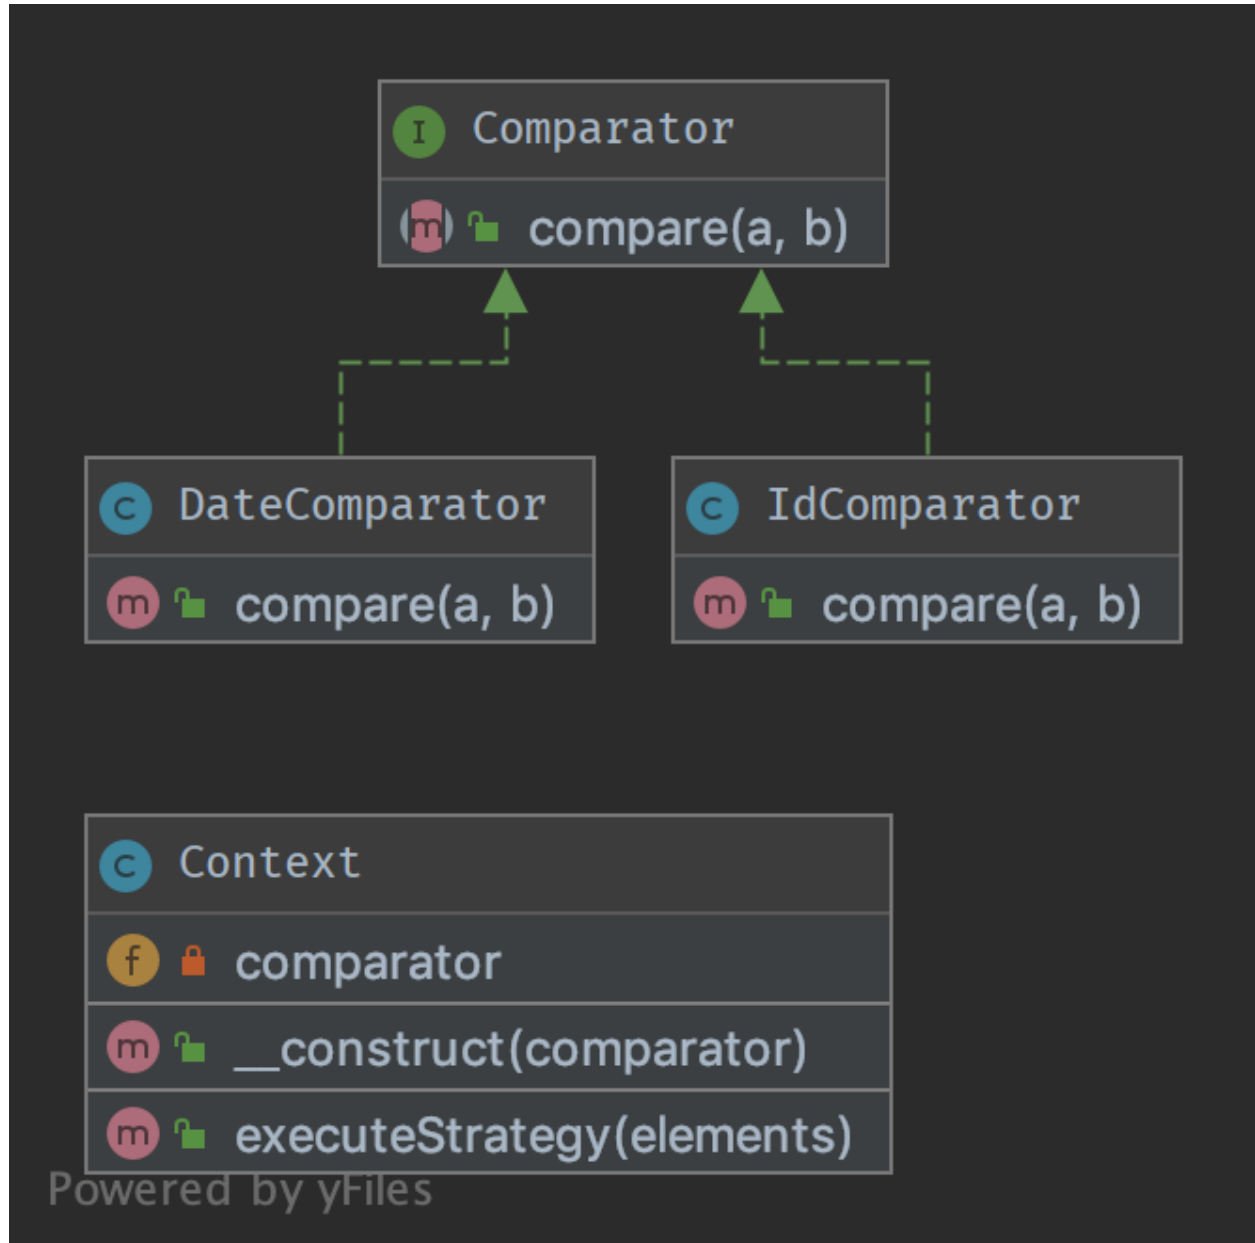 I Comparator
m compare(a, b)
C DateComparator
m compare(a, b)
C IdComparator
m compare(a, b)
C Context
f comparator
m __construct(comparator)
m executeStrategy(elements)
Powered by yFiles